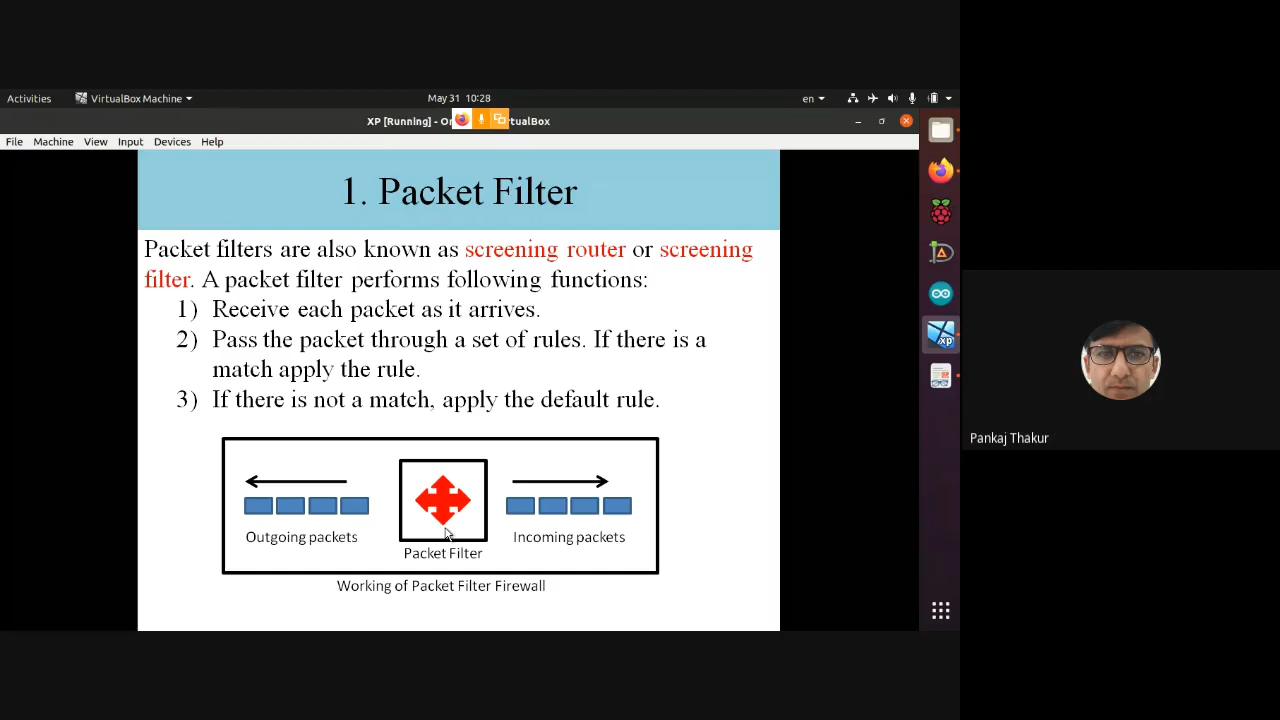 Activities
VirtualBox Machine
May 31 10:28
en
XP [Running] - Or
rtualBox
File Machine View Input Devices Help
1. Packet Filter
Packet filters are also known as screening router or screening
filter. A packet filter performs following functions:
1) Receive each packet as it arrives.
2) Pass the packet through a set of rules. If there is a
match apply the rule.
3) If there is not a match, apply the default rule.
Outgoing packets
Packet Filter
Incoming packets
Working of Packet Filter Firewall
xp
Pankaj Thakur